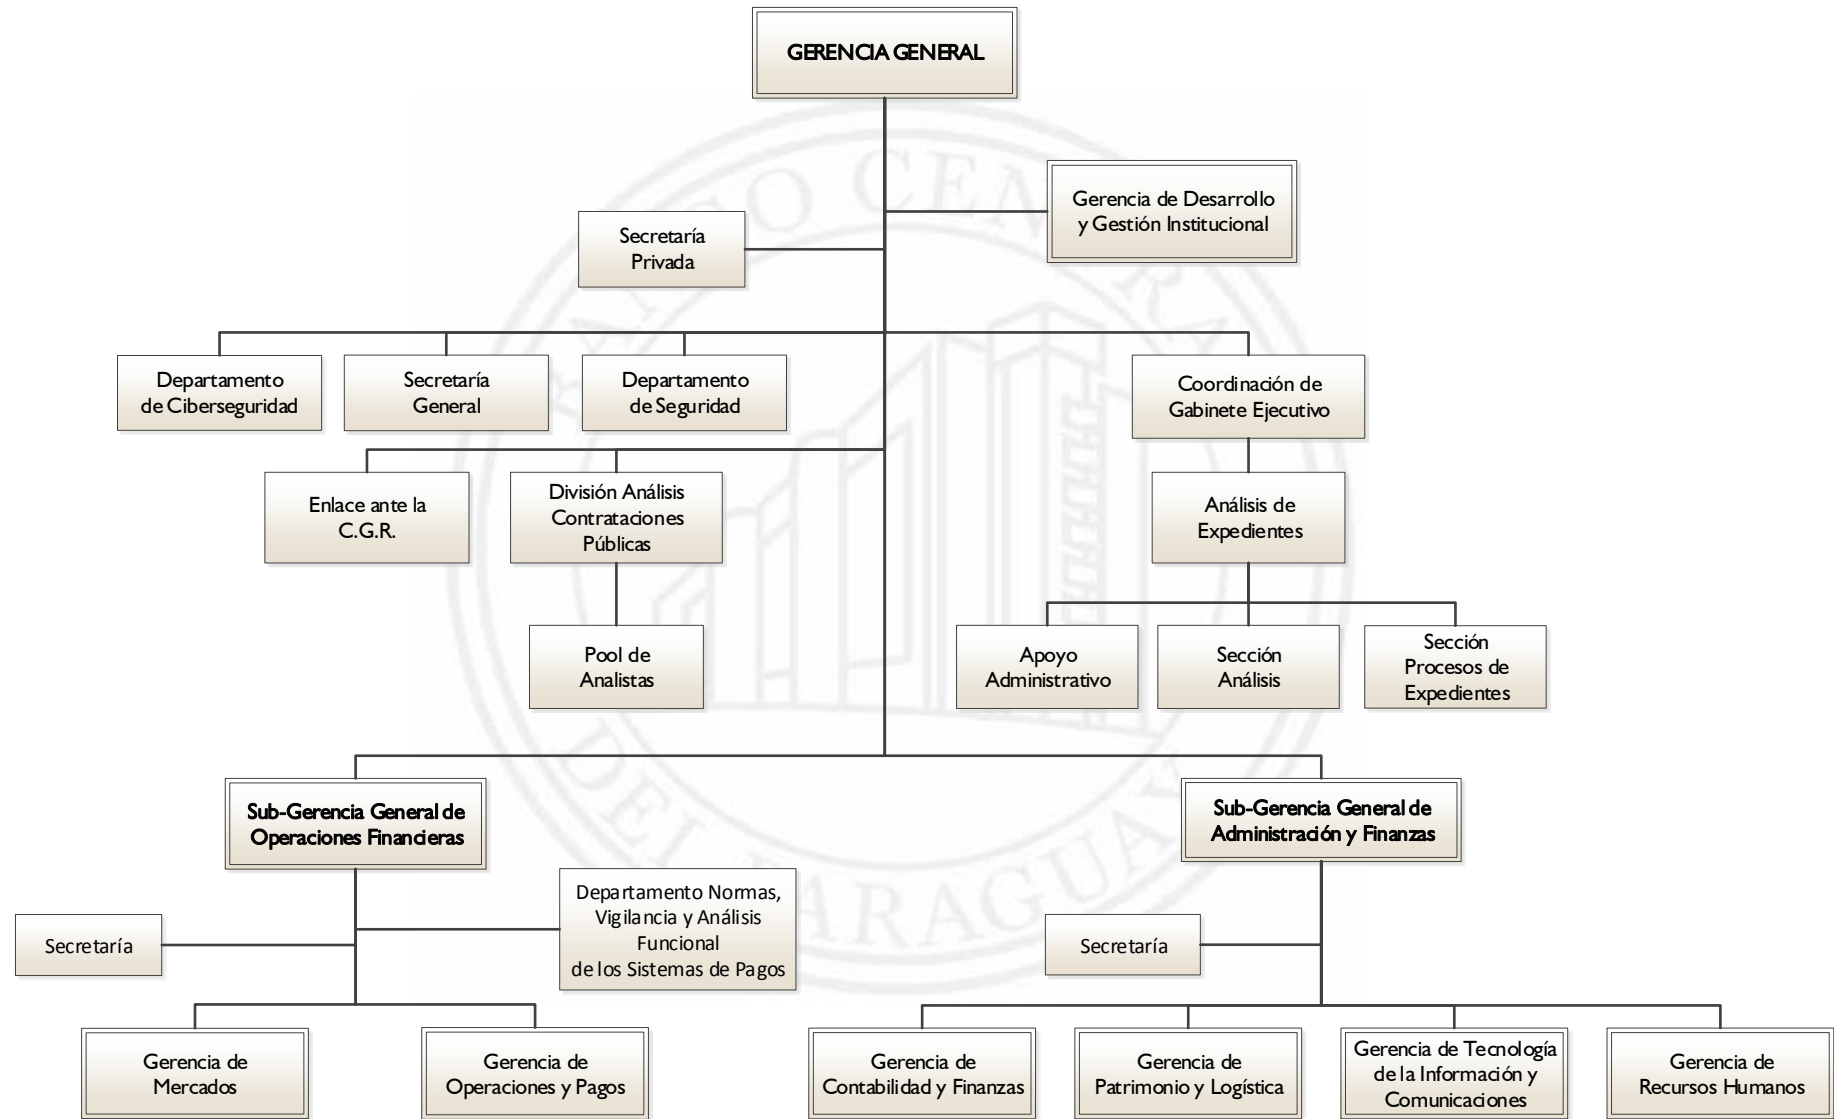 GERENCIA GENERAL
Gerencia de Desarrollo
y Gestión Institucional
Secretaría
Privada
Departamento
de Ciberseguridad
Secretaría
General
Departamento
de Seguridad
Coordinación de
Gabinete Ejecutivo
Enlace ante la
C.G.R.
División Análisis
Contrataciones
Públicas
Análisis de
Expedientes
Pool de
Analistas
Apoyo
Administrativo
Sección
Análisis
Sección
Procesos de
Expedientes
Sub-Gerencia General de
Operaciones Financieras
Sub-Gerencia General de
Administración y Finanzas
Secretaría
Departamento Normas,
Vigilancia y Análisis
Funcional
de los Sistemas de Pagos
Secretaría
Gerencia de
Mercados
Gerencia de
Operaciones y Pagos
Gerencia de
Contabilidad y Finanzas
Gerencia de
Patrimonio y Logística
Gerencia de Tecnología
de la Información y
Comunicaciones
Gerencia de
Recursos Humanos
BANCO CENTRAL
DEL PARAGUAY